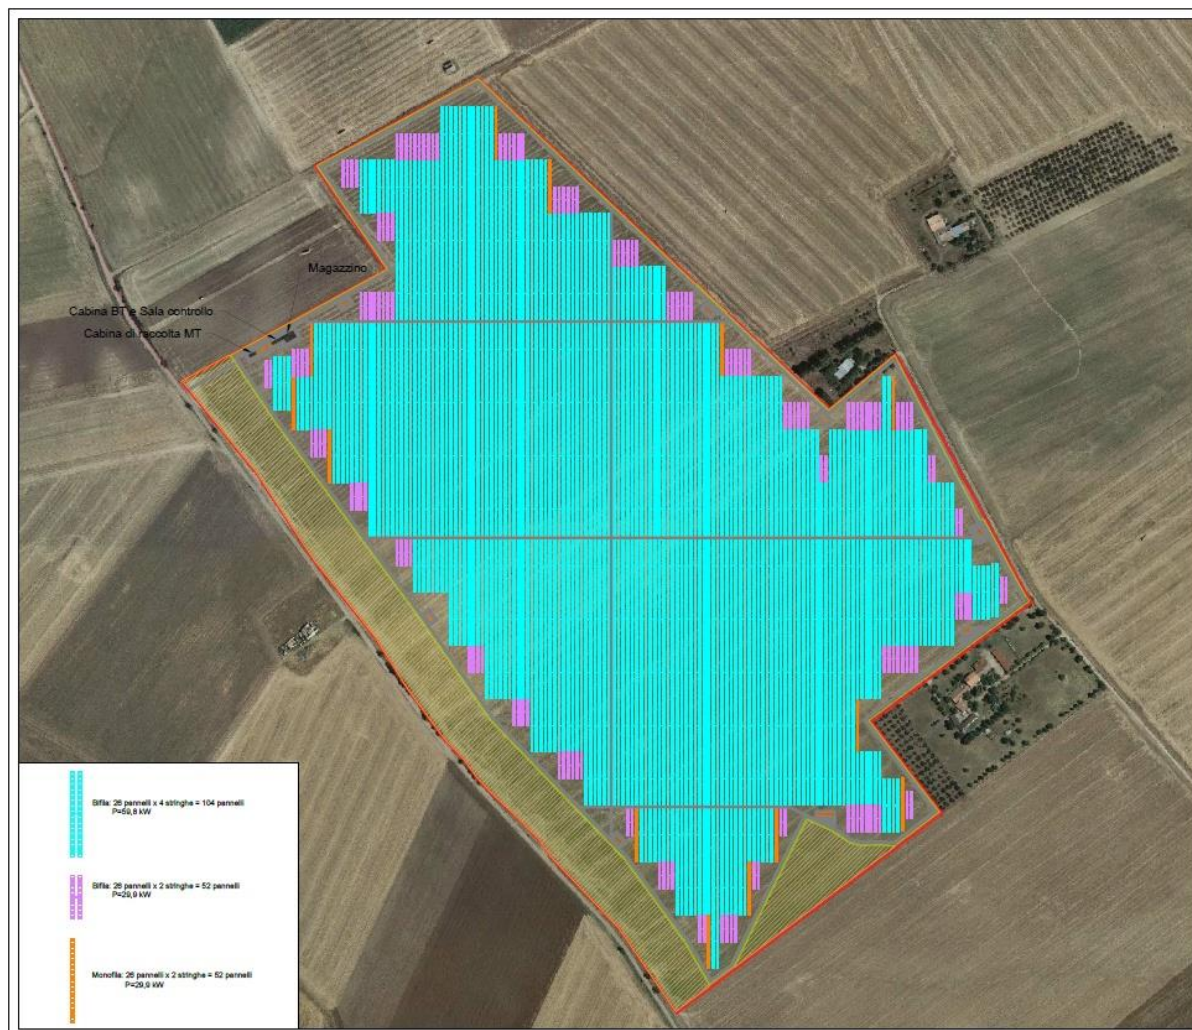 Magazzino
Cabina BT e Sala controllo
Cabina di raccolta MT
Bifila: 26 pannelli x 4 stringhe = 104 pannelli
P=59,8 kW
Bifila: 26 pannelli x 2 stringhe = 52 pannelli
P=29,9 kW
Monofila: 26 pannelli x 2 stringhe = 52 pannelli
P=29,9 kW